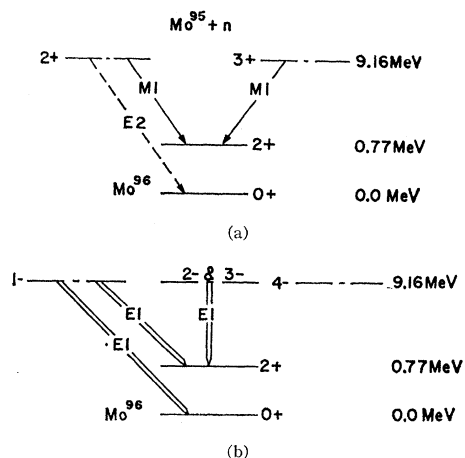 Mo95+n
2+ 3+ 9.16MeV
M1 M1
E2
2+ 0.77MeV
Mo96 0+ 0.0 MeV
(a)
1- 2- & 3- 4- 9.16MeV
E1 E1
E1
2+ 0.77MeV
Mo96 0+ 0.0 MeV
(b)